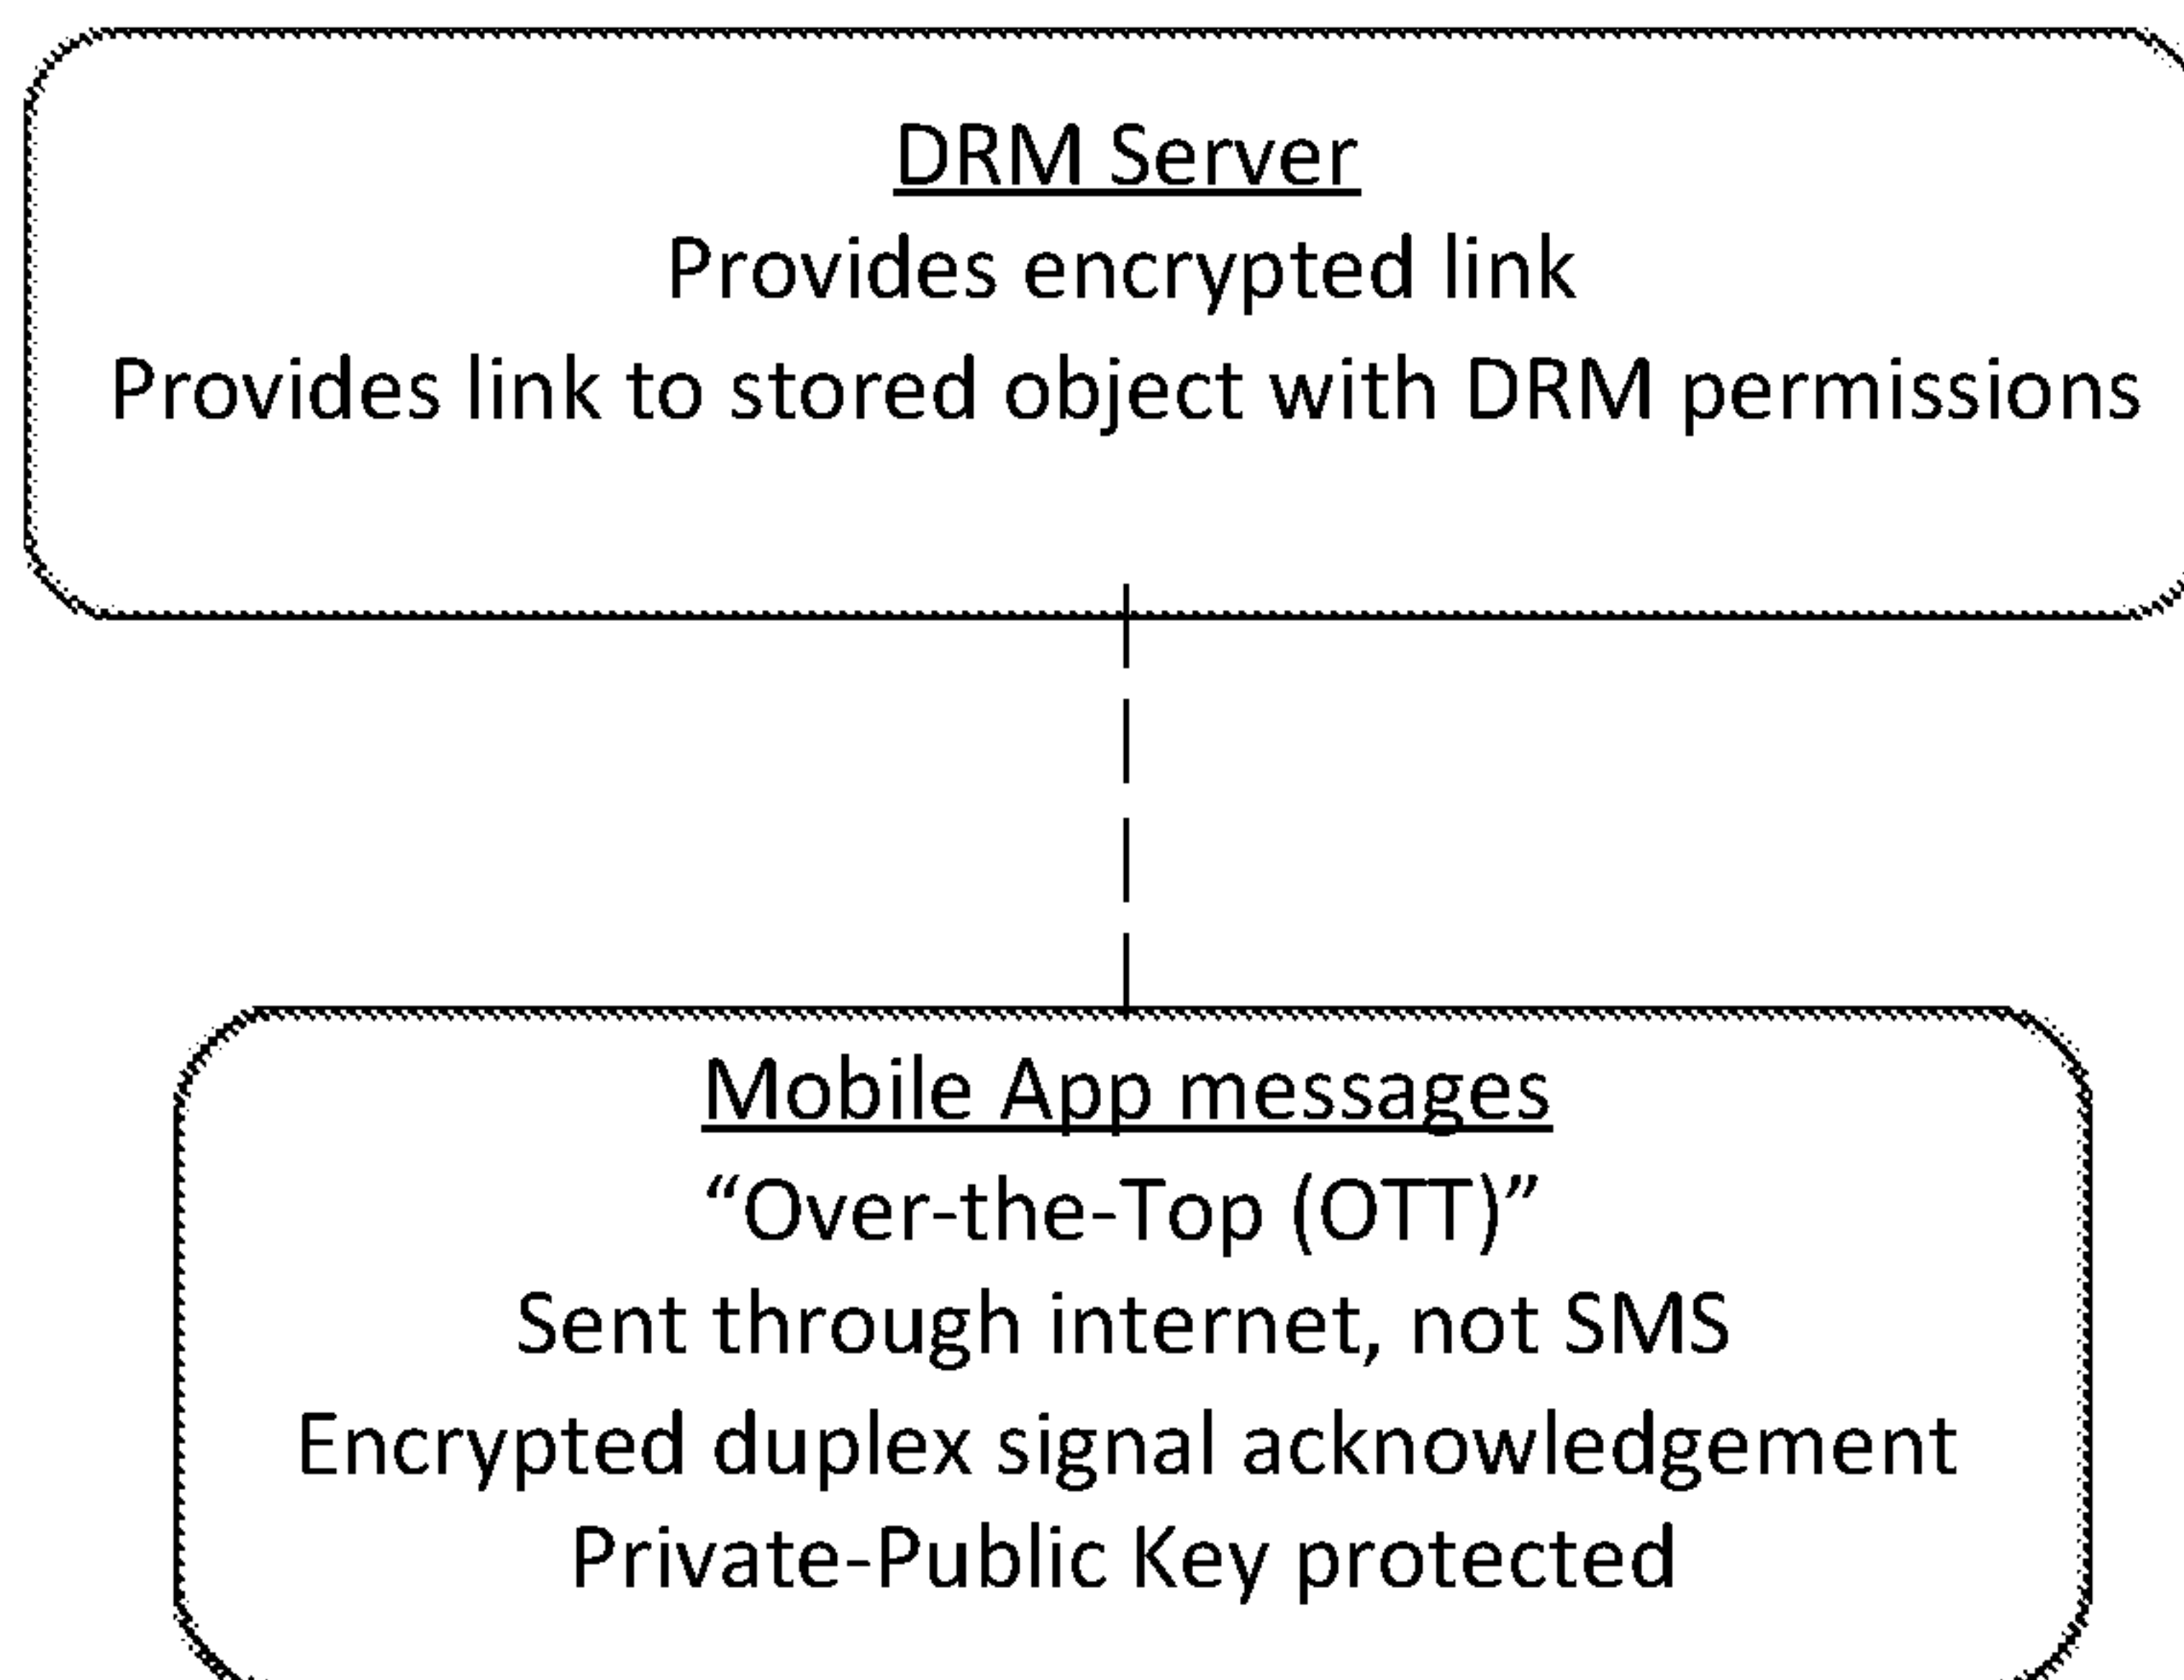 DRM Server
Provides encrypted link
Provides link to stored object with DRM permissions
Mobile App messages
“Over-the-Top (OTT)”
Sent through internet, not SMS
Encrypted duplex signal acknowledgement
Private-Public Key protected